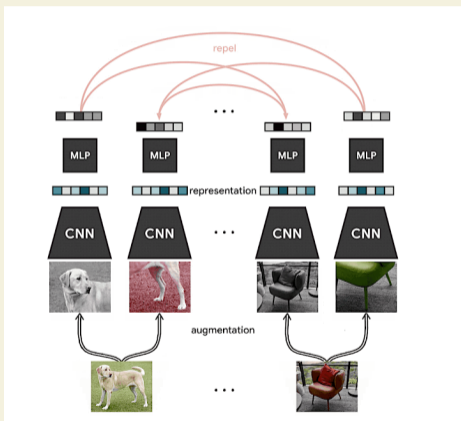 repel
...
MLP MLP MLP MLP
representation
CNN CNN ... CNN CNN
augmentation
...